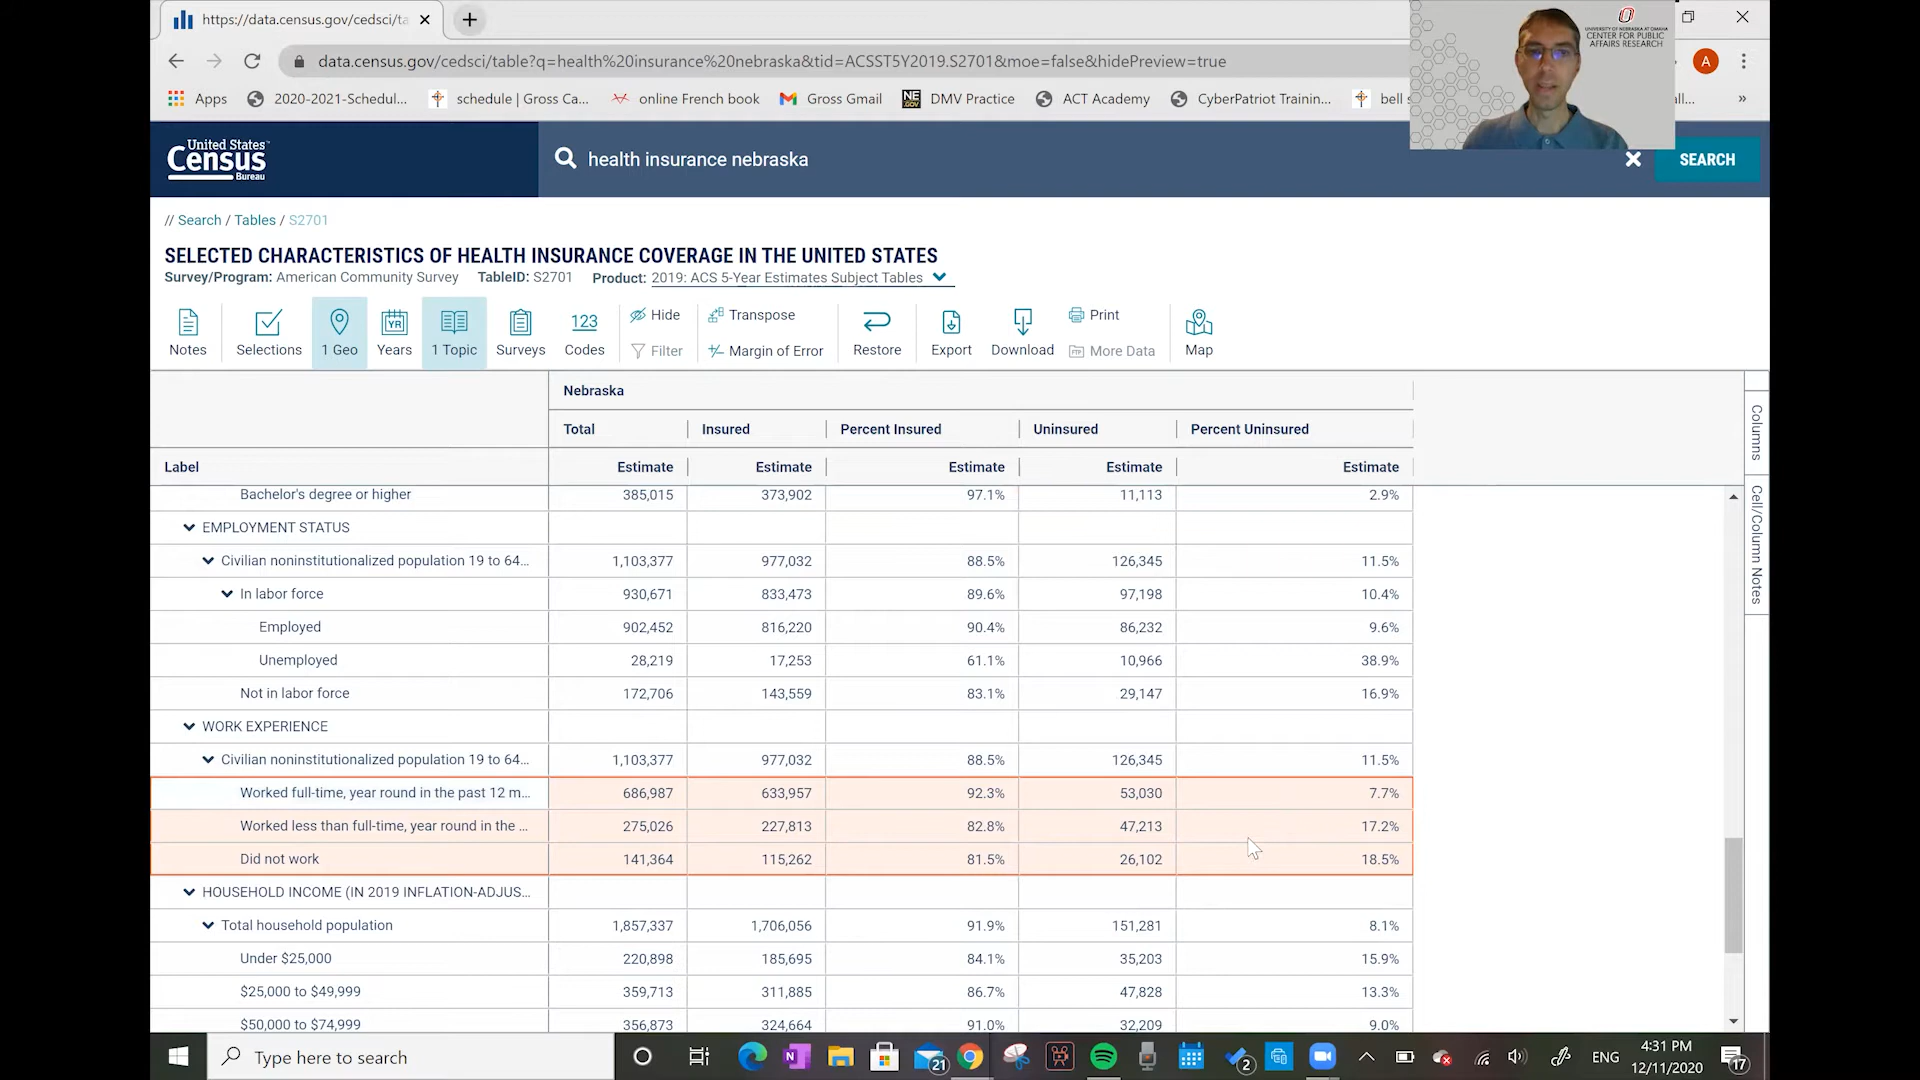 https://data.census.gov/cedsci/ta
data.census.gov/cedsci/table?q=health%20insurance%20nebraska&tid=ACSST5Y2019.S2701&moe=false&hidePreview=true
A
Apps 2020-2021-Schedul... schedule | Gross Ca... online French book Gross Gmail DMV Practice ACT Academy CyberPatriot Trainin... bell s all... »
UNIVERSITY OF NEBRASKA AT OMAHA
CENTER FOR PUBLIC
AFFAIRS RESEARCH
United States
Census
Bureau
health insurance nebraska
SEARCH
// Search / Tables / S2701
SELECTED CHARACTERISTICS OF HEALTH INSURANCE COVERAGE IN THE UNITED STATES
Survey/Program: American Community Survey TableID: S2701 Product: 2019: ACS 5-Year Estimates Subject Tables
Notes Selections 1 Geo YR Years 1 Topic Surveys 123 Codes Hide Filter Transpose Margin of Error Restore Export Download Print More Data Map
Nebraska
Total Insured Percent Insured Uninsured Percent Uninsured
Label Estimate Estimate Estimate Estimate Estimate
Columns
Cell/Column Notes
Bachelor's degree or higher 385,015 373,902 97.1% 11,113 2.9%
EMPLOYMENT STATUS
Civilian noninstitutionalized population 19 to 64... 1,103,377 977,032 88.5% 126,345 11.5%
In labor force 930,671 833,473 89.6% 97,198 10.4%
Employed 902,452 816,220 90.4% 86,232 9.6%
Unemployed 28,219 17,253 61.1% 10,966 38.9%
Not in labor force 172,706 143,559 83.1% 29,147 16.9%
WORK EXPERIENCE
Civilian noninstitutionalized population 19 to 64... 1,103,377 977,032 88.5% 126,345 11.5%
Worked full-time, year round in the past 12 m... 686,987 633,957 92.3% 53,030 7.7%
Worked less than full-time, year round in the ... 275,026 227,813 82.8% 47,213 17.2%
Did not work 141,364 115,262 81.5% 26,102 18.5%
HOUSEHOLD INCOME (IN 2019 INFLATION-ADJUS...
Total household population 1,857,337 1,706,056 91.9% 151,281 8.1%
Under $25,000 220,898 185,695 84.1% 35,203 15.9%
$25,000 to $49,999 359,713 311,885 86.7% 47,828 13.3%
$50,000 to $74,999 356,873 324,664 91.0% 32,209 9.0%
Type here to search
21
2
ENG
4:31 PM
12/11/2020
17